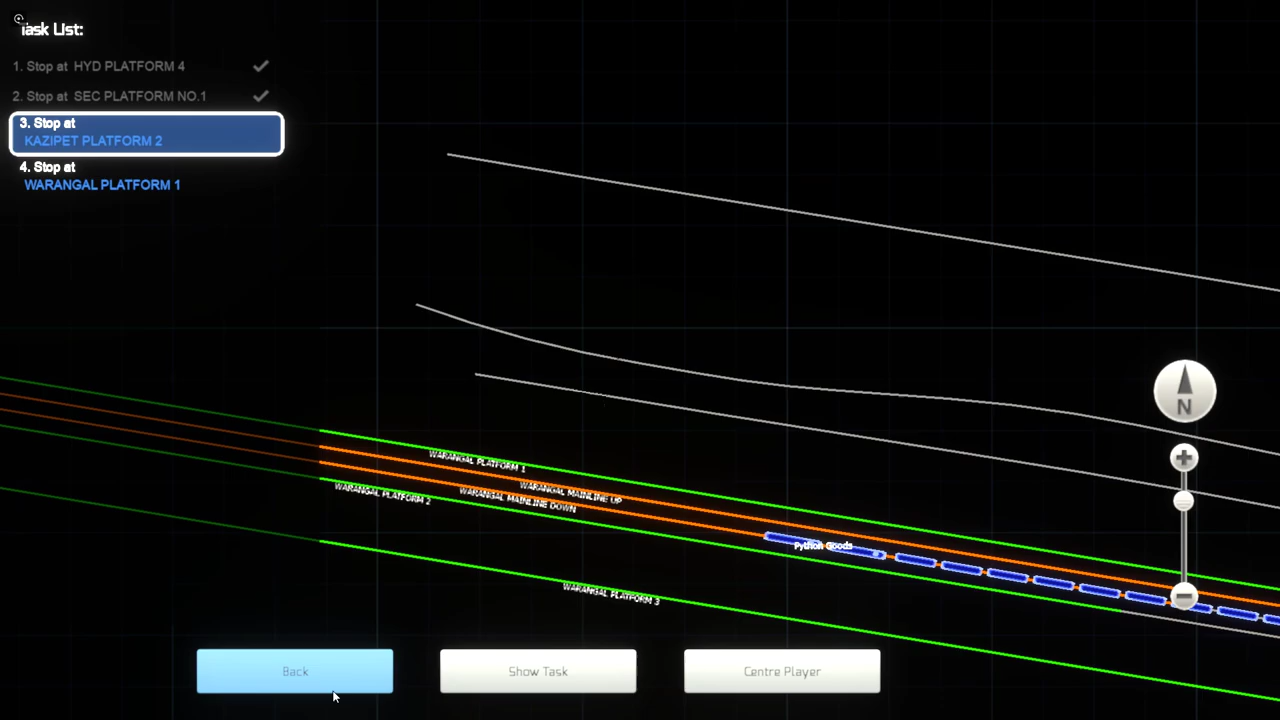 Task List:
1. Stop at HYD PLATFORM 4
2. Stop at SEC PLATFORM NO.1
3. Stop at
KAZIPET PLATFORM 2
4. Stop at
WARANGAL PLATFORM 1
N
WARANGAL PLATFORM 1
WARANGAL MAINLINE UP
WARANGAL PLATFORM 2
WARANGAL MAINLINE DOWN
Python Goods
WARANGAL PLATFORM 3
Back
Show Task
Centre Player